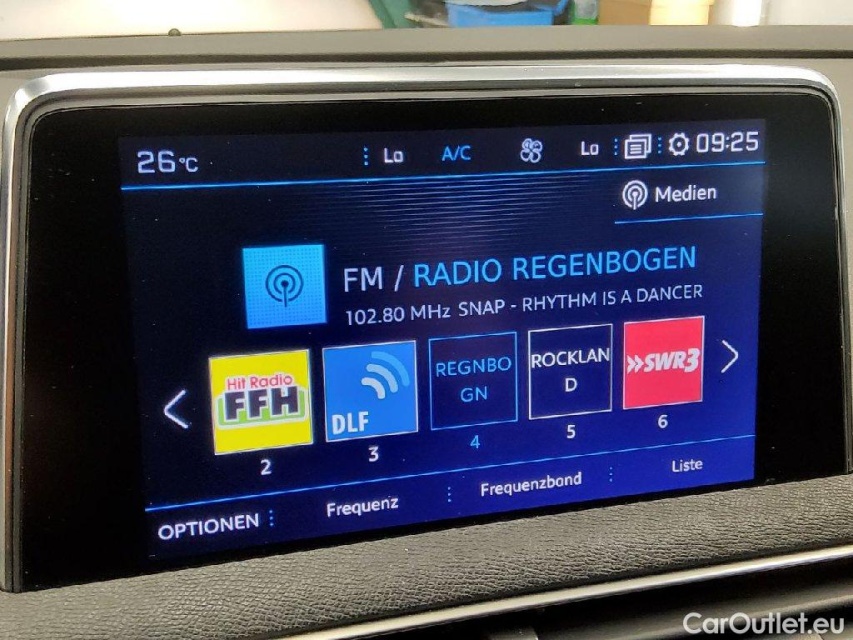 26°C Lo A/C Lo 09:25
Medien
FM / RADIO REGENBOGEN
102.80 MHz SNAP - RHYTHM IS A DANCER
Hit Radio
FFH
DLF
REGNBO
GN
ROCKLAN
D
»SWR3
2 3 4 5 6
OPTIONEN Frequenz Frequenzband Liste
CarOutlet.eu